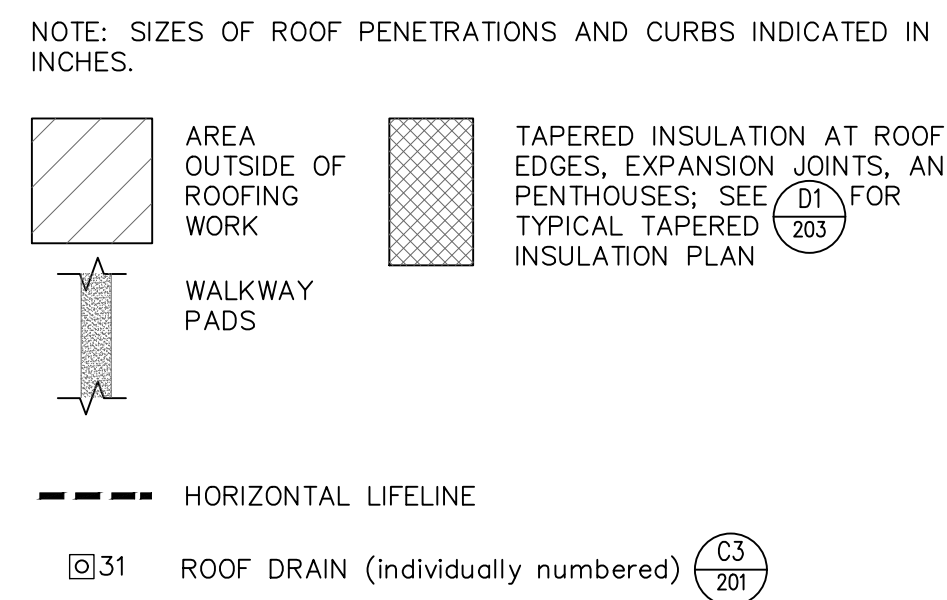 NOTE: SIZES OF ROOF PENETRATIONS AND CURBS INDICATED IN
INCHES.
AREA
OUTSIDE OF
ROOFING
WORK
TAPERED INSULATION AT ROOF
EDGES, EXPANSION JOINTS, AN
PENTHOUSES; SEE D1 203 FOR
TYPICAL TAPERED
INSULATION PLAN
WALKWAY
PADS
HORIZONTAL LIFELINE
31 ROOF DRAIN (individually numbered) C3
201